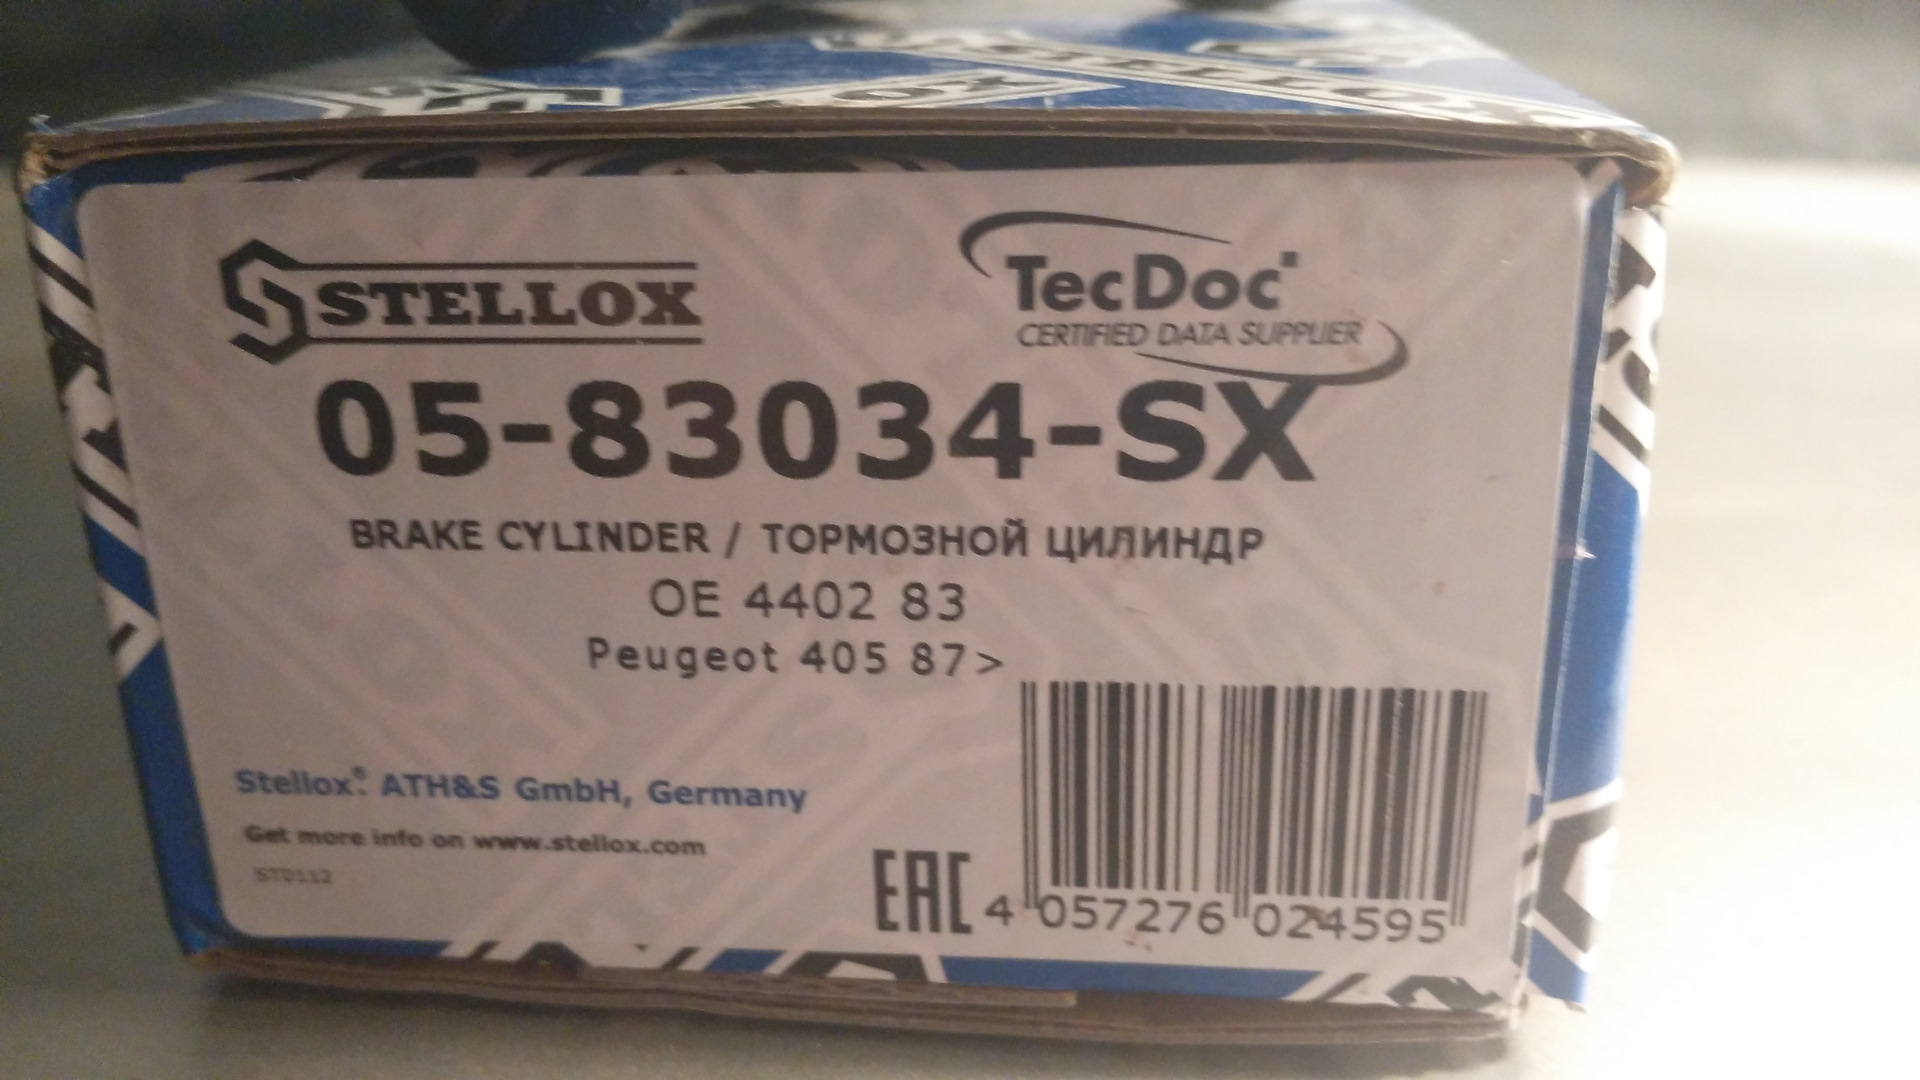 STELLOX
TecDoc
CERTIFIED DATA SUPPLIER
05-83034-SX
BRAKE CYLINDER / ТОРМОЗНОЙ ЦИЛИНДР
OE 4402 83
Peugeot 405 87>
Stellox® ATH&S GmbH, Germany
Get more info on www.stellox.com
ST0112
EAC
4 057276 024595